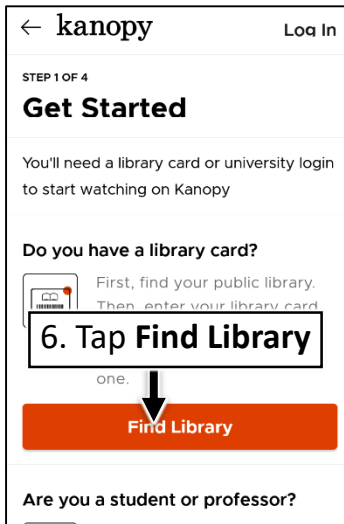 ← kanopy Log In
STEP 1 OF 4
Get Started
You'll need a library card or university login
to start watching on Kanopy
Do you have a library card?
First, find your public library.
Then, enter your library card
6. Tap Find Library
one.
Find Library
Are you a student or professor?